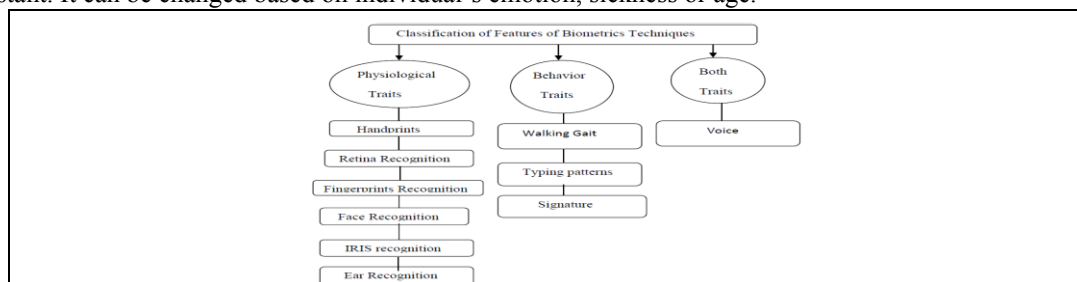 It can be changed based on individual's emotion, sickness or age.
Classification of Features of Biometrics Techniques
Physiological
Traits
Behavior
Traits
Both
Traits
Handprints
Retina Recognition
Fingerprints Recognition
Face Recognition
IRIS recognition
Ear Recognition
Walking Gait
Typing patterns
Signature
Voice